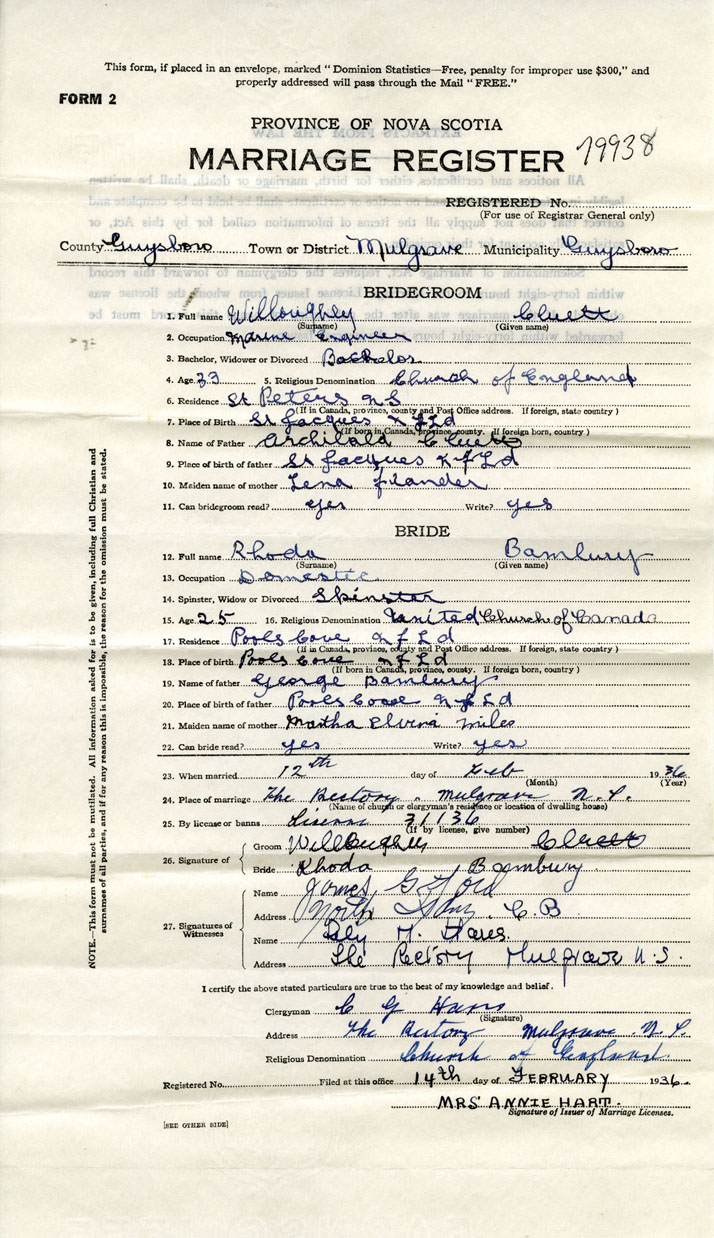 This form, if placed in an envelope, marked "Dominion Statistics—Free, penalty for improper use $300," and
properly addressed will pass through the Mail "FREE."
FORM 2
PROVINCE OF NOVA SCOTIA
MARRIAGE REGISTER 79938
REGISTERED No.
(For use of Registrar General only)
County Guysboro Town or District Mulgrave Municipality Guysboro
BRIDEGROOM
1. Full name Willoughby Cluett
(Surname) (Given name)
2. Occupation Marine Engineer
3. Bachelor, Widower or Divorced Bachelor
4. Age 33 5. Religious Denomination Church of England
6. Residence St Peters N S
(If in Canada, province, county and Post Office address. If foreign, state country)
7. Place of Birth St Jacques N F L d
(If born in Canada, province, county. If foreign born, country)
8. Name of Father Archibald Cluett
9. Place of birth of father St Jacques N F L d
10. Maiden name of mother Lena
11. Can bridegroom read? yes Write? yes
BRIDE
12. Full name Rhoda Bambury
(Surname) (Given name)
13. Occupation Domestic
14. Spinster, Widow or Divorced Spinster
15. Age 25 16. Religious Denomination United Church of Canada
17. Residence Pools Cove N F L d
(If in Canada, province, county and Post Office address. If foreign, state country)
18. Place of birth Pools Cove N F L d
(If born in Canada, province, county. If foreign born, country)
19. Name of father George Bambury
20. Place of birth of father Pools Cove N F L d
21. Maiden name of mother Martha Elvina Miles
22. Can bride read? yes Write? yes
23. When married 12th day of Feb 1936
(Month) (Year)
24. Place of marriage The Rectory, Mulgrave N. S.
(Name of church or clergyman's residence or location of dwelling house)
25. By license or banns License 31136
(If by license, give number)
26. Signature of
Groom Willoughby Cluett
Bride Rhoda Bambury
27. Signatures of Witnesses
Name James G Ford
Address North Sydney, C. B
Name M. Hans
Address The Rectory Mulgrave N. S.
I certify the above stated particulars are true to the best of my knowledge and belief.
Clergyman C G Hans
(Signature)
Address The Rectory Mulgrave N. S.
Religious Denomination Church of England
Registered No. Filed at this office 14th day of FEBRUARY 1936
MRS ANNIE HART.
Signature of Issuer of Marriage Licenses.
[SEE OTHER SIDE]
NOTE.—This form must not be mutilated. All information asked for is to be given, including full Christian and
surnames of all parties, and if for any reason this is impossible, the reason for the omission must be stated.